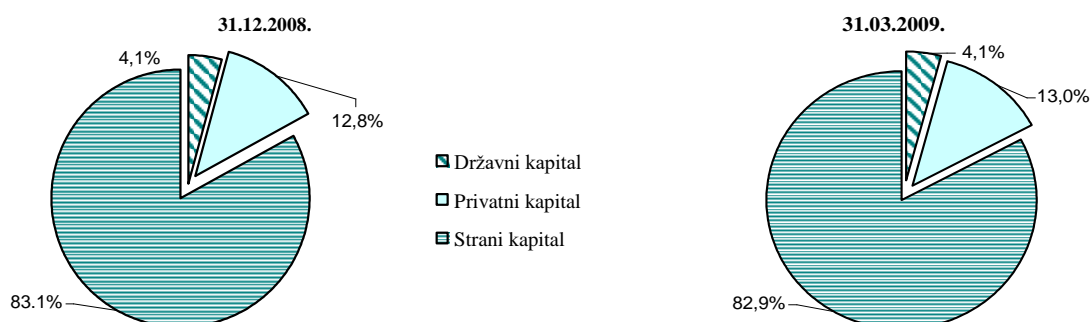 31.12.2008.
4,1%
12,8%
83.1%
Državni kapital
Privatni kapital
Strani kapital
31.03.2009.
4,1%
13,0%
82,9%